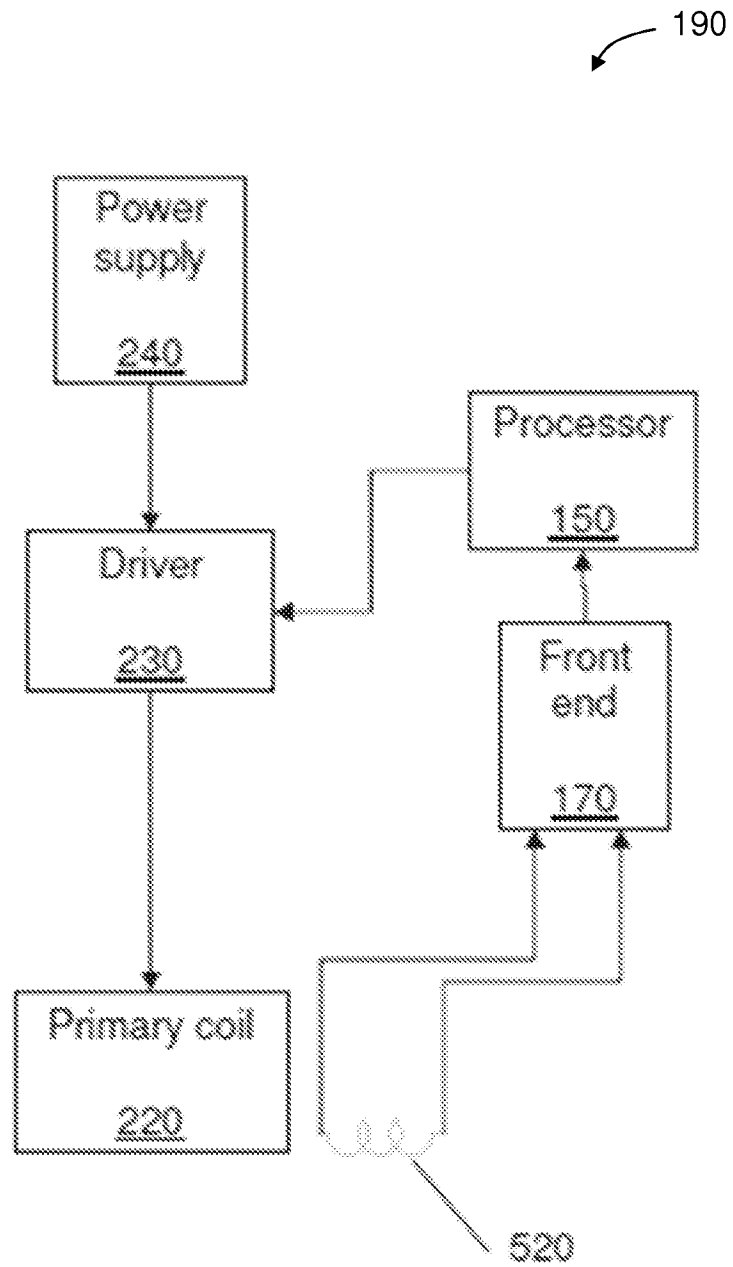 190
Power
supply
240
Processor
150
Driver
230
Front
end
170
Primary coil
220
520